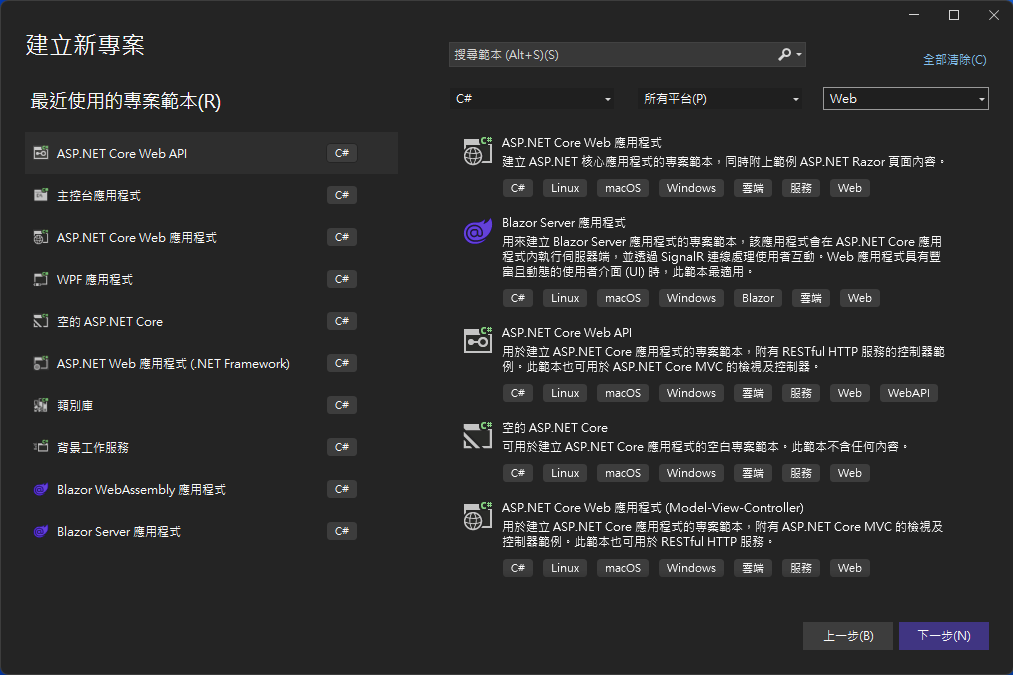 建立新專案
搜尋範本 (Alt+S)(S)
全部清除(C)
最近使用的專案範本(R)
C#
所有平台(P)
Web
ASP.NET Core Web API C#
主控台應用程式 C#
ASP.NET Core Web 應用程式 C#
WPF 應用程式 C#
空的 ASP.NET Core C#
ASP.NET Web 應用程式 (.NET Framework) C#
類別庫 C#
背景工作服務 C#
Blazor WebAssembly 應用程式 C#
Blazor Server 應用程式 C#
ASP.NET Core Web 應用程式
建立 ASP.NET 核心應用程式的專案範本，同時附上範例 ASP.NET Razor 頁面內容。
C# Linux macOS Windows 雲端 服務 Web
Blazor Server 應用程式
用來建立 Blazor Server 應用程式的專案範本，該應用程式會在 ASP.NET Core 應用
程式內執行伺服器端，並透過 SignalR 連線處理使用者互動。Web 應用程式具有豐
富且動態的使用者介面 (UI) 時，此範本最適用。
C# Linux macOS Windows Blazor 雲端 Web
ASP.NET Core Web API
用於建立 ASP.NET Core 應用程式的專案範本，附有 RESTful HTTP 服務的控制器範
例。此範本也可用於 ASP.NET Core MVC 的檢視及控制器。
C# Linux macOS Windows 雲端 服務 Web WebAPI
空的 ASP.NET Core
可用於建立 ASP.NET Core 應用程式的空白專案範本。此範本不含任何內容。
C# Linux macOS Windows 雲端 服務 Web
ASP.NET Core Web 應用程式 (Model-View-Controller)
用於建立 ASP.NET Core 應用程式的專案範本，附有 ASP.NET Core MVC 的檢視及
控制器範例。此範本也可用於 RESTful HTTP 服務。
C# Linux macOS Windows 雲端 服務 Web
上一步(B)
下一步(N)